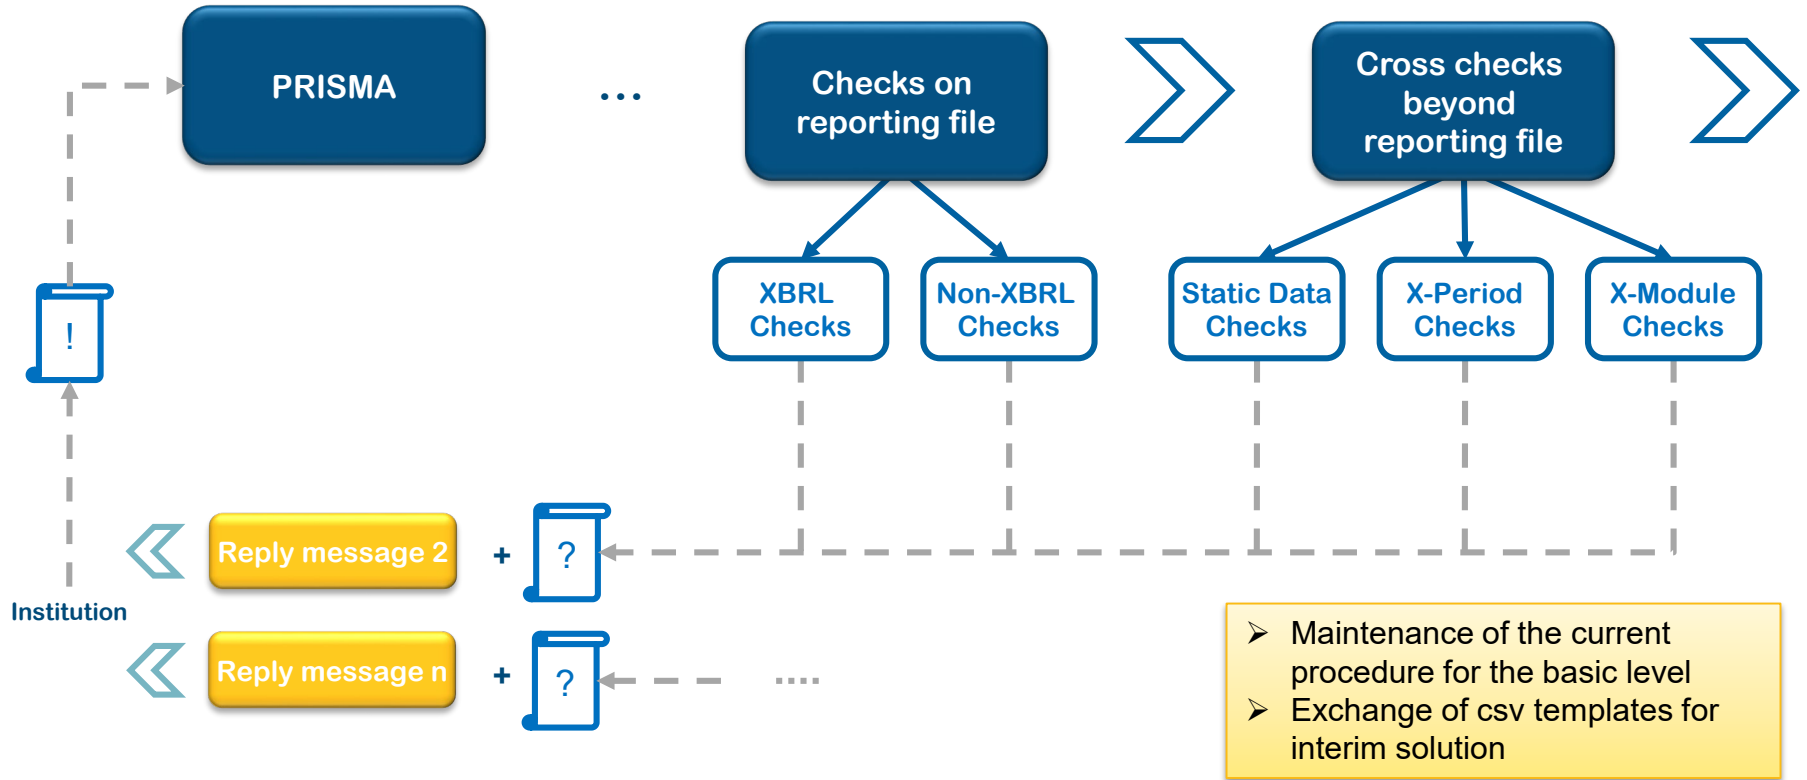 PRISMA
...
Checks on
reporting file
Cross checks
beyond
reporting file
XBRL
Checks
Non-XBRL
Checks
Static Data
Checks
X-Period
Checks
X-Module
Checks
!
Reply message 2
+
?
Institution
Reply message n
+
?
.....
➢ Maintenance of the current
procedure for the basic level
➢ Exchange of csv templates for
interim solution